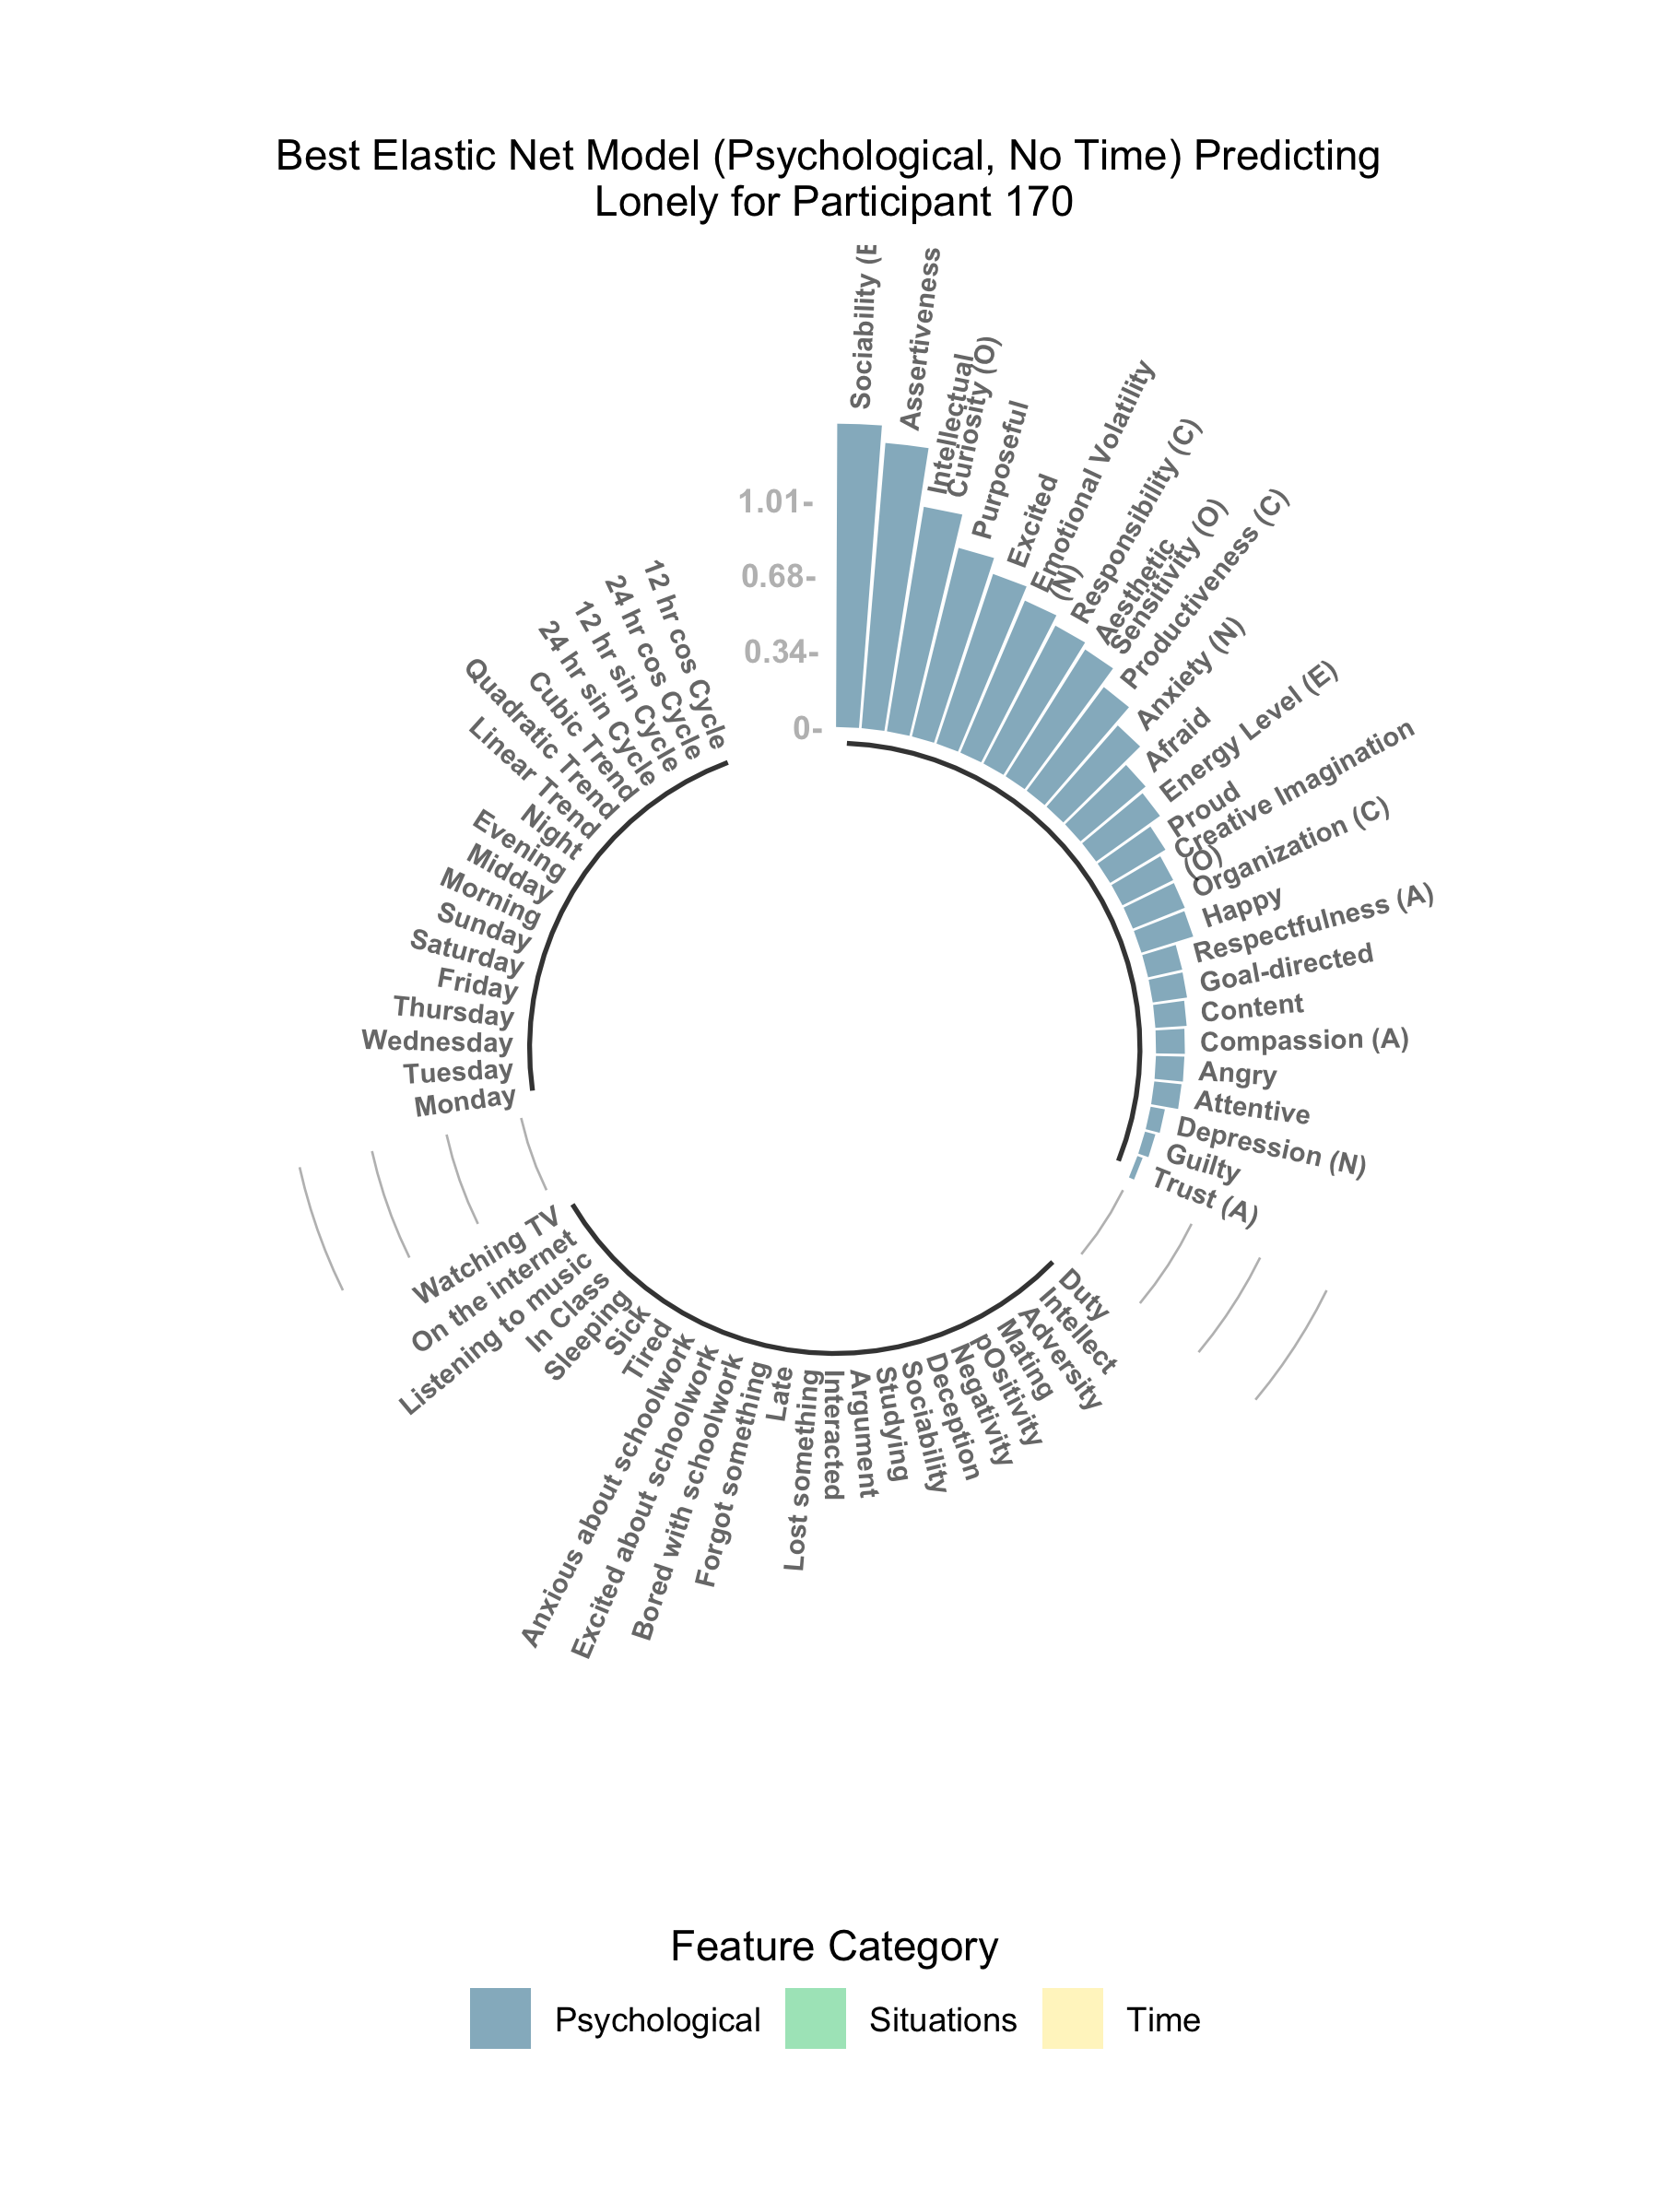 Best Elastic Net Model (Psychological, No Time) Predicting
Lonely for Participant 170
1.01-
0.68-
0.34-
0-
Sociability (E
Assertiveness
Intellectual
Curiosity (O)
Purposeful
Excited
Emotional Volatility
(N)
Responsibility (C)
Aesthetic
Sensitivity (O)
Productiveness (C)
Anxiety (N)
Afraid
Energy Level (E)
Proud
Creative Imagination
(O)
Organization (C)
Happy
Respectfulness (A)
Goal-directed
Content
Compassion (A)
Angry
Attentive
Depression (N)
Guilty
Trust (A)
Duty
Intellect
Adversity
Mating
pOsitivity
Negativity
Deception
Sociability
Studying
Argument
Interacted
Lost something
Late
Forgot something
Bored with schoolwork
Excited about schoolwork
Anxious about schoolwork
Tired
Sick
Sleeping
In Class
Listening to music
On the internet
Watching TV
Monday
Tuesday
Wednesday
Thursday
Friday
Saturday
Sunday
Morning
Midday
Evening
Night
Linear Trend
Quadratic Trend
Cubic Trend
24 hr sin Cycle
12 hr sin Cycle
24 hr cos Cycle
12 hr cos Cycle
Feature Category
Psychological
Situations
Time